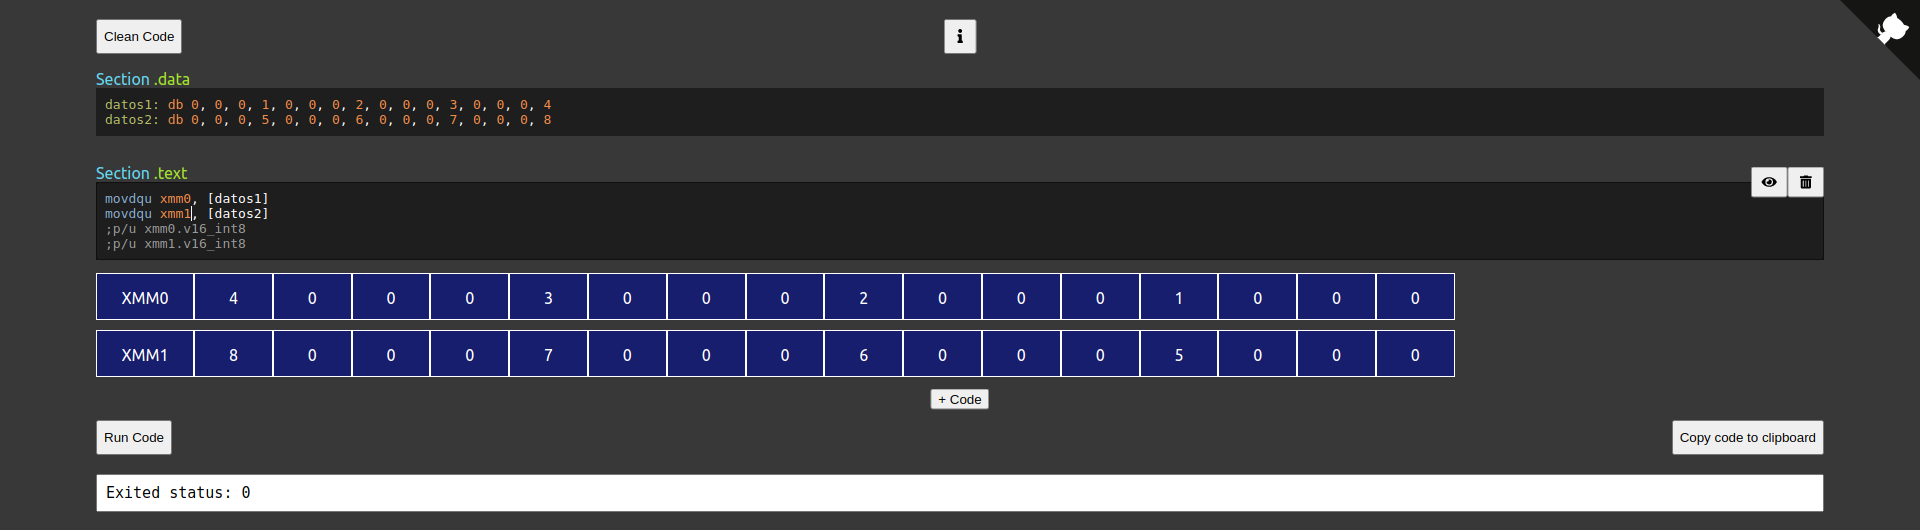 Clean Code
Section .data
datos1: db 0, 0, 0, 1, 0, 0, 0, 2, 0, 0, 0, 3, 0, 0, 0, 4
datos2: db 0, 0, 0, 5, 0, 0, 0, 6, 0, 0, 0, 7, 0, 0, 0, 8
Section .text
movdqu xmm0, [datos1]
movdqu xmm1, [datos2]
;p/u xmm0.v16_int8
;p/u xmm1.v16_int8
XMM0 4 0 0 0 3 0 0 0 2 0 0 0 1 0 0 0
XMM1 8 0 0 0 7 0 0 0 6 0 0 0 5 0 0 0
+ Code
Run Code
Copy code to clipboard
Exited status: 0